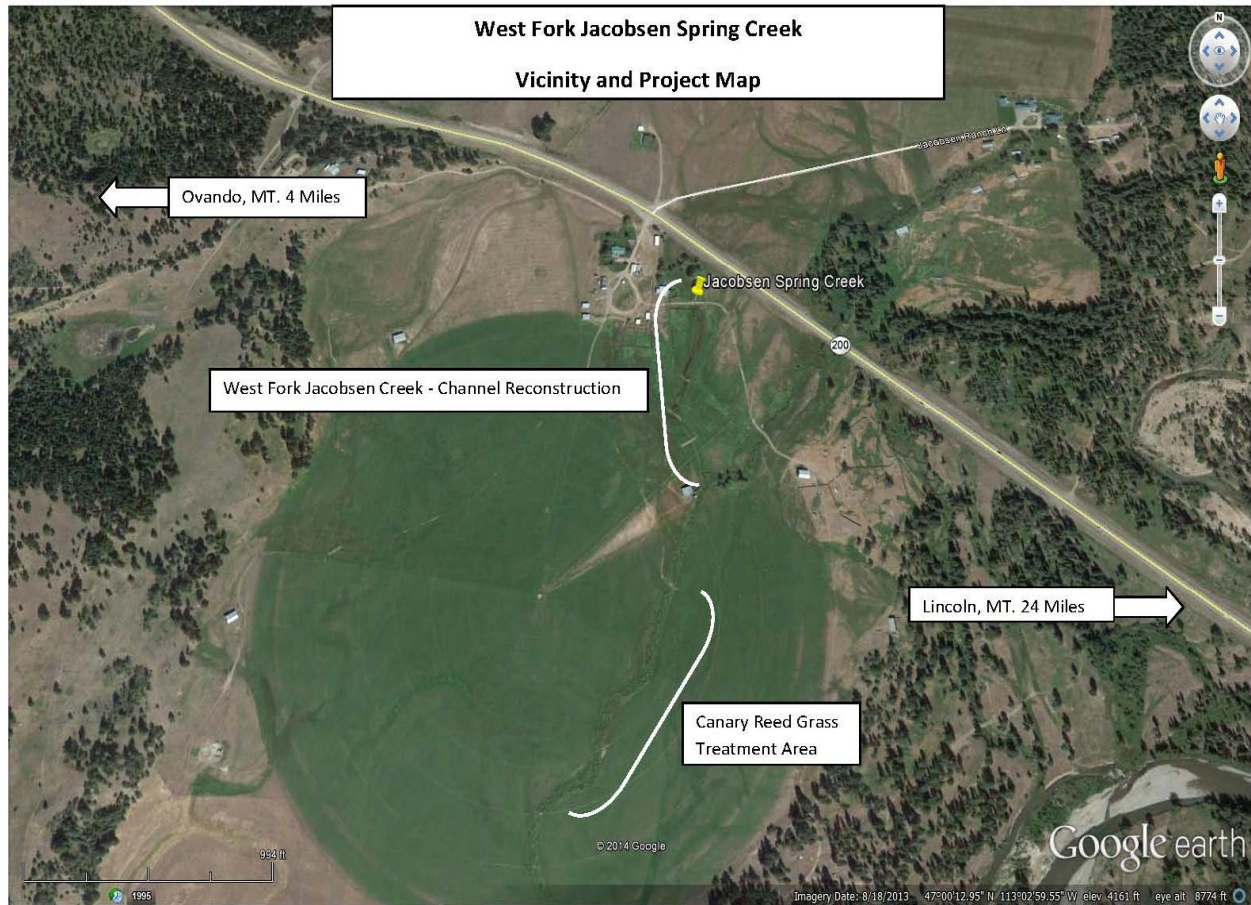 West Fork Jacobsen Spring Creek
Vicinity and Project Map
N
Jacobsen Ranch Ln
Ovando, MT. 4 Miles
Jacobsen Spring Creek
200
West Fork Jacobsen Creek - Channel Reconstruction
Lincoln, MT. 24 Miles
Canary Reed Grass
Treatment Area
© 2014 Google
Google earth
994 ft
1995
Imagery Date: 8/18/2013 47°00'12.95" N 113°02'59.55" W elev 4161 ft eye alt 8774 ft